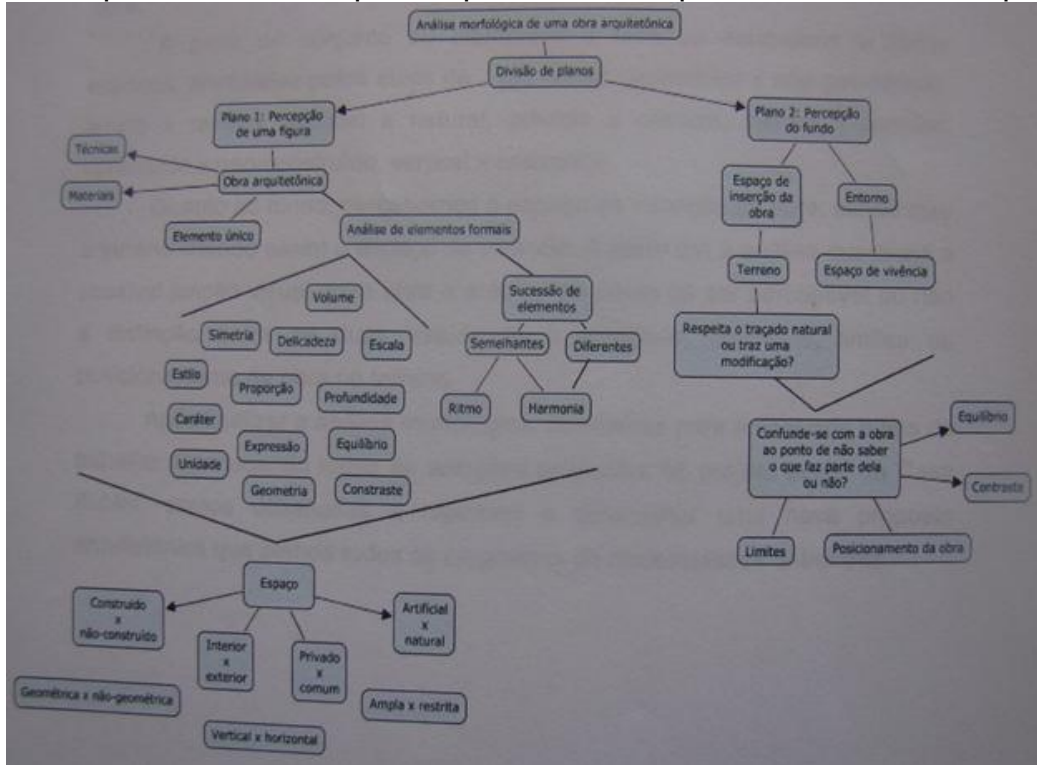 Análise morfológica de uma obra arquitetônica
Divisão de planos
Plano 1: Percepção
de uma figura
Plano 2: Percepção
do fundo
Técnicas
Materiais
Obra arquitetônica
Elemento único
Análise de elementos formais
Espaço de
inserção da
obra
Entorno
Terreno
Espaço de vivência
Volume
Simetria
Delicadeza
Escala
Estilo
Proporção
Profundidade
Caráter
Expressão
Equilíbrio
Unidade
Geometria
Constraste
Sucessão de
elementos
Semelhantes
Diferentes
Ritmo
Harmonia
Respeita o traçado natural
ou traz uma
modificação?
Confunde-se com a obra
ao ponto de não saber
o que faz parte dela
ou não?
Equilíbrio
Contraste
Limites
Posicionamento da obra
Espaço
Construído
x
não-construído
Interior
x
exterior
Privado
x
comum
Artificial
x
natural
Geométrica x não-geométrica
Vertical x horizontal
Ampla x restrita